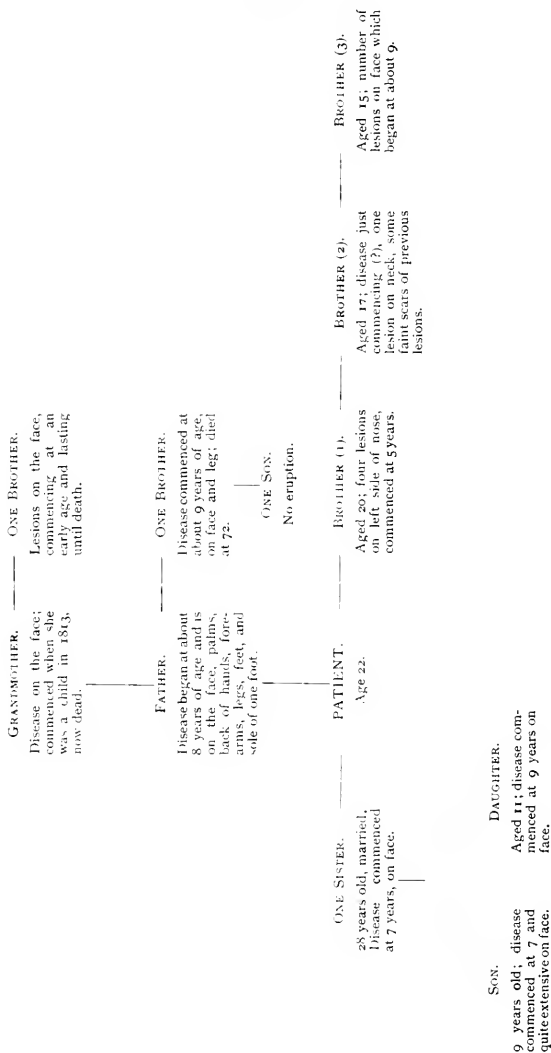 GRANDMOTHER.
Disease on the face;
commenced when she
was a child in 1813,
now dead.
ONE BROTHER.
Lesions on the face,
commencing at an
early age and lasting
until death.
FATHER.
Disease began at about
8 years of age and is
on the face, palms,
back of hands, fore-
arms, legs, feet, and
sole of one foot.
ONE BROTHER.
Disease commenced at
about 9 years of age,
on face and leg; died
at 72.
ONE SON.
No eruption.
ONE SISTER.
28 years old, married.
Disease commenced
at 7 years, on face.
PATIENT.
Age 22.
BROTHER (1).
Aged 20; four lesions
on left side of nose,
commenced at 5 years.
BROTHER (2).
Aged 17; disease just
commencing (?), one
lesion on neck, some
faint scars of previous
lesions.
BROTHER (3).
Aged 15; number of
lesions on face which
began at about 9.
SON.
9 years old; disease
commenced at 7 and
quite extensive on face.
DAUGHTER.
Aged 11; disease com-
menced at 9 years on
face.